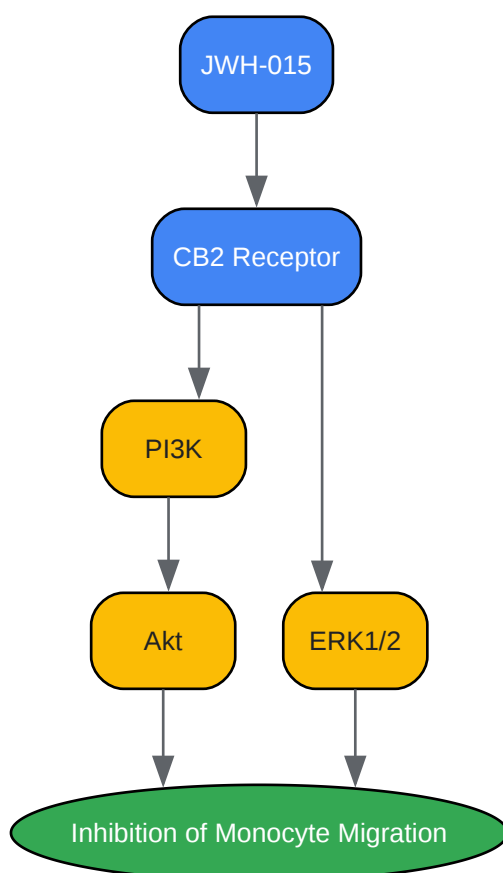 JWH-015
CB2 Receptor
PI3K
Akt
ERK1/2
Inhibition of Monocyte Migration